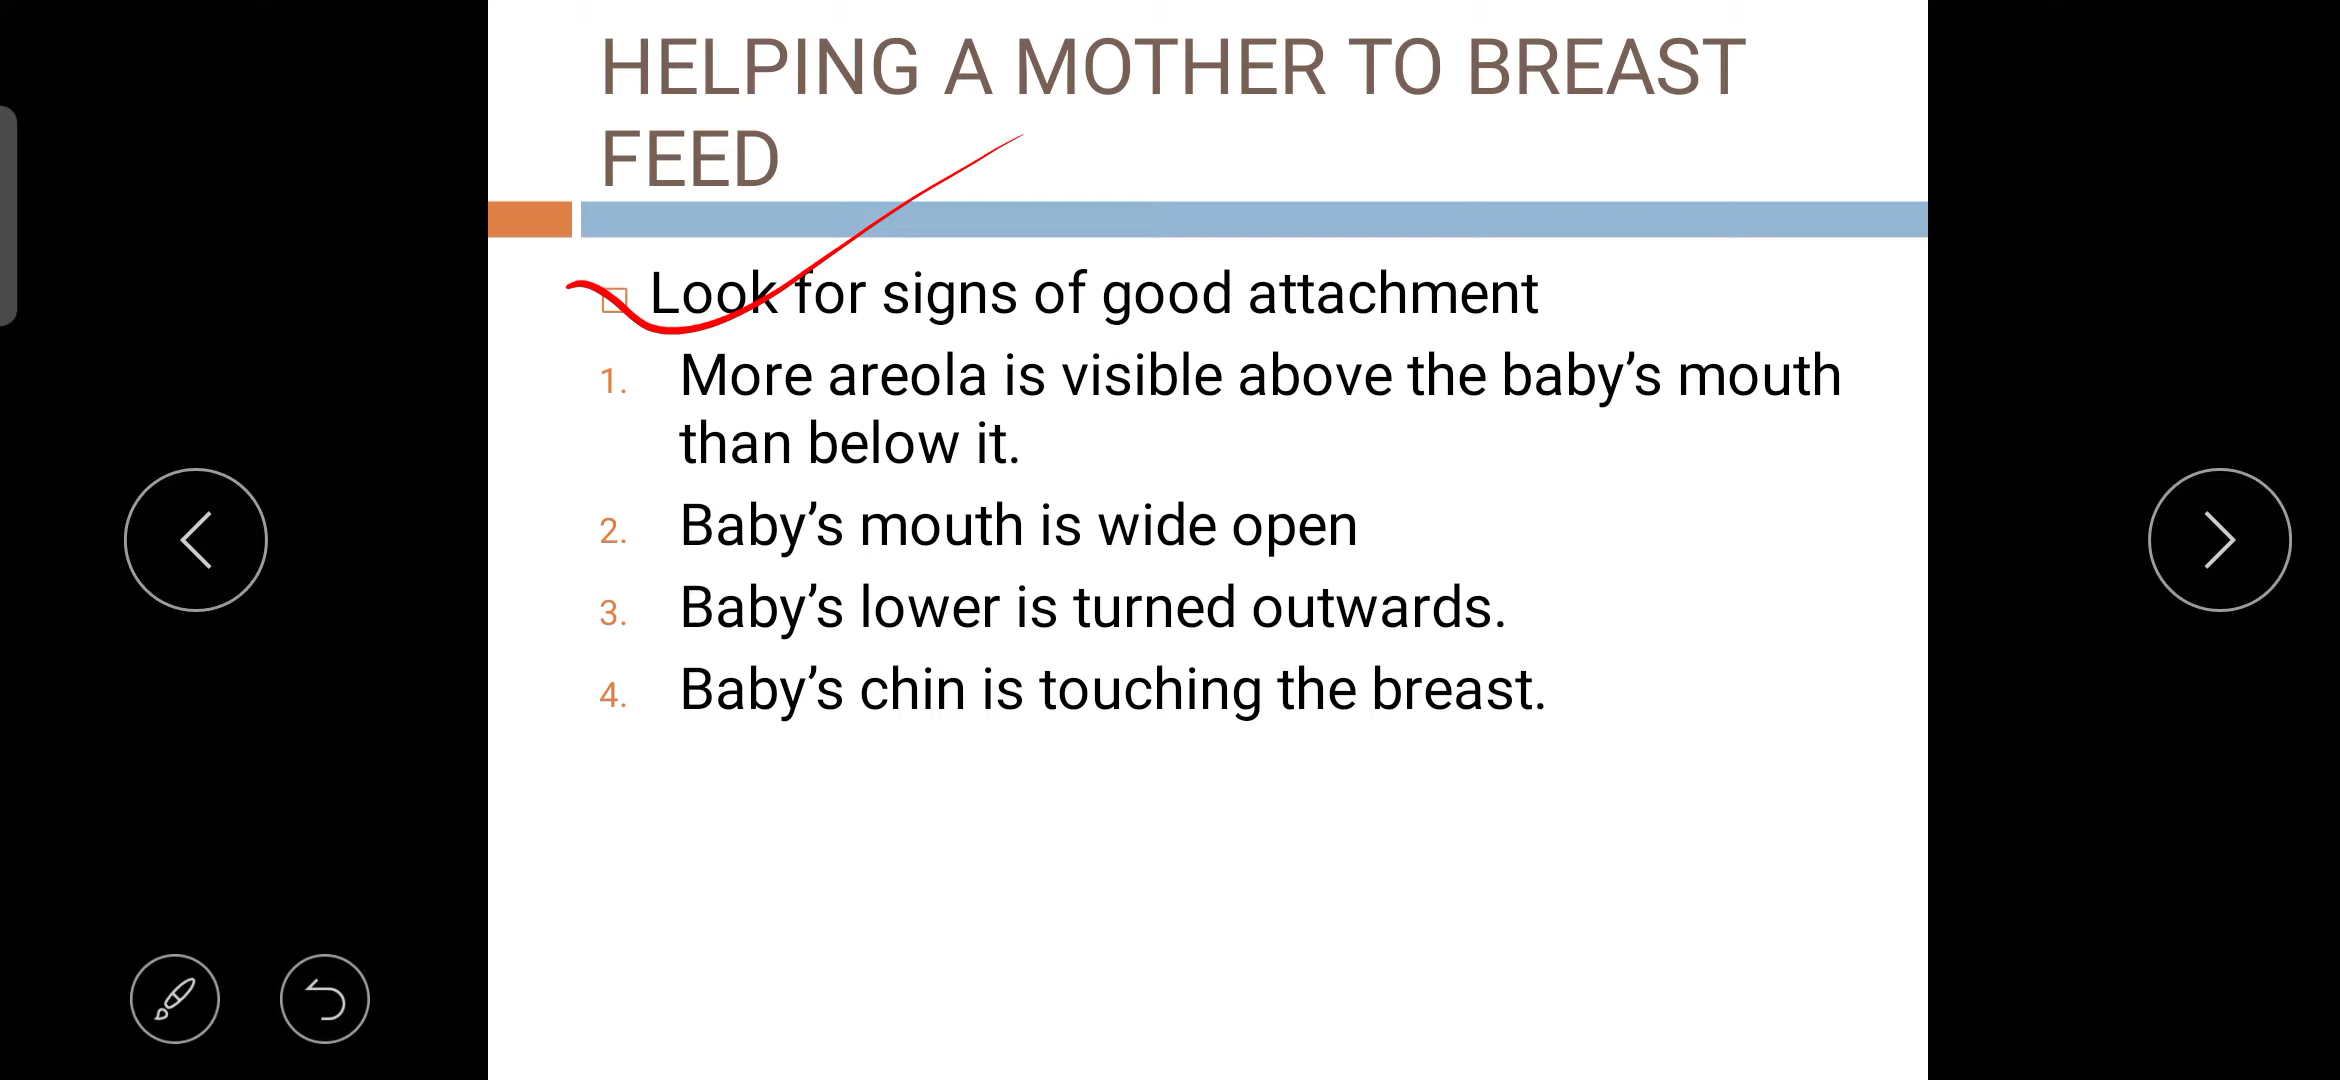 HELPING A MOTHER TO BREAST
FEED
Look for signs of good attachment
1. More areola is visible above the baby’s mouth
than below it.
2. Baby’s mouth is wide open
3. Baby’s lower is turned outwards.
4. Baby’s chin is touching the breast.